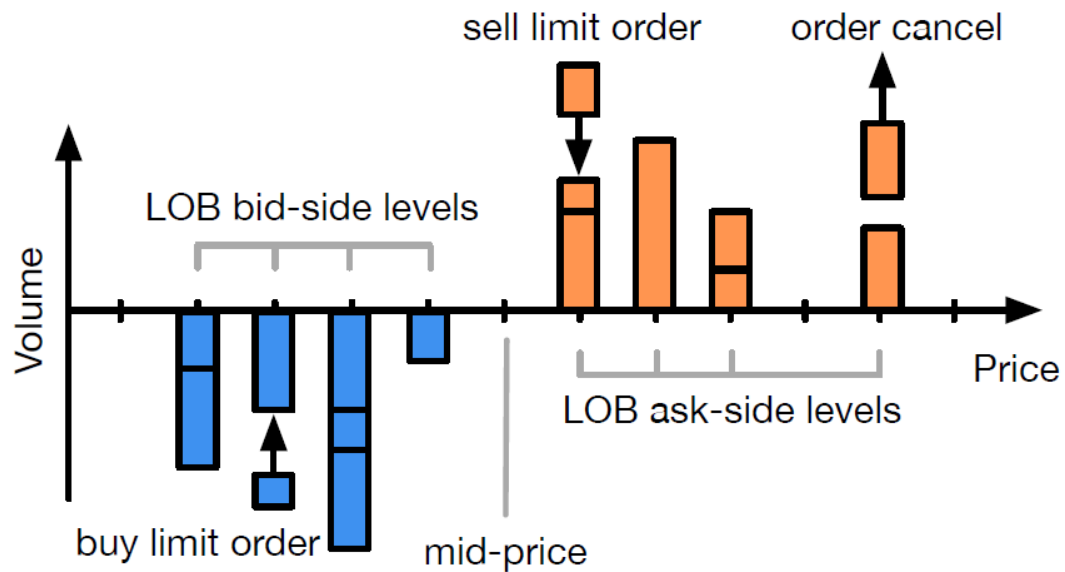 sell limit order
order cancel
LOB bid-side levels
Volume
Price
LOB ask-side levels
buy limit order
mid-price